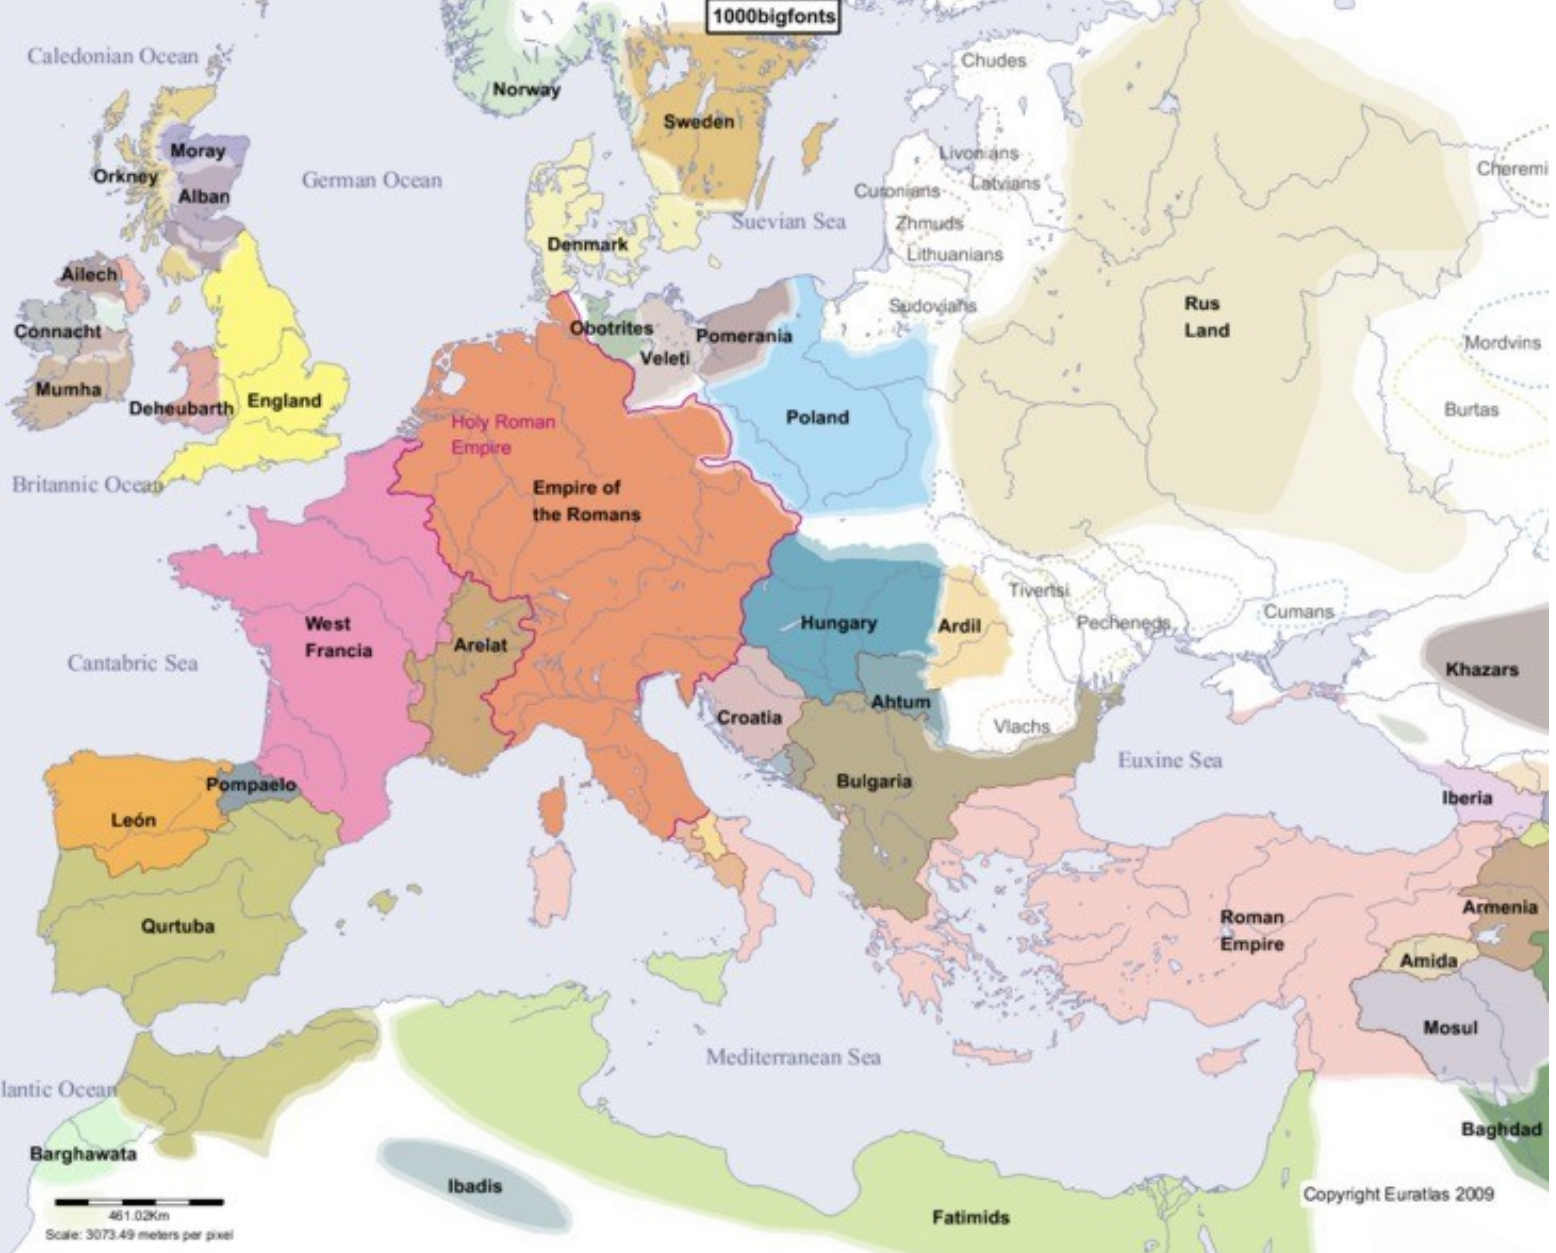 1000bigfonts
Caledonian Ocean
Norway
Chudes
Sweden
Moray
Livonians
Orkney
German Ocean
Latvians
Cheremi
Alban
Curonians
Suevian Sea
Zhmuds
Denmark
Lithuanians
Ailech
Sudovians
Rus
Land
Connacht
Obotrites
Pomerania
Mordvins
Veleti
Mumha
Deheubarth
England
Burtas
Holy Roman
Empire
Poland
Britannic Ocean
Empire of
the Romans
Tivertsi
Cumans
West
Francia
Hungary
Ardil
Pechenegs
Arelat
Cantabric Sea
Khazars
Ahtum
Croatia
Vlachs
Euxine Sea
Pompaelo
Bulgaria
Iberia
León
Qurtuba
Roman
Empire
Armenia
Amida
Mosul
Mediterranean Sea
lantic Ocean
Baghdad
Barghawata
Ibadis
Copyright Euratlas 2009
461.02Km
Fatimids
Scale: 3073.49 meters per pixel